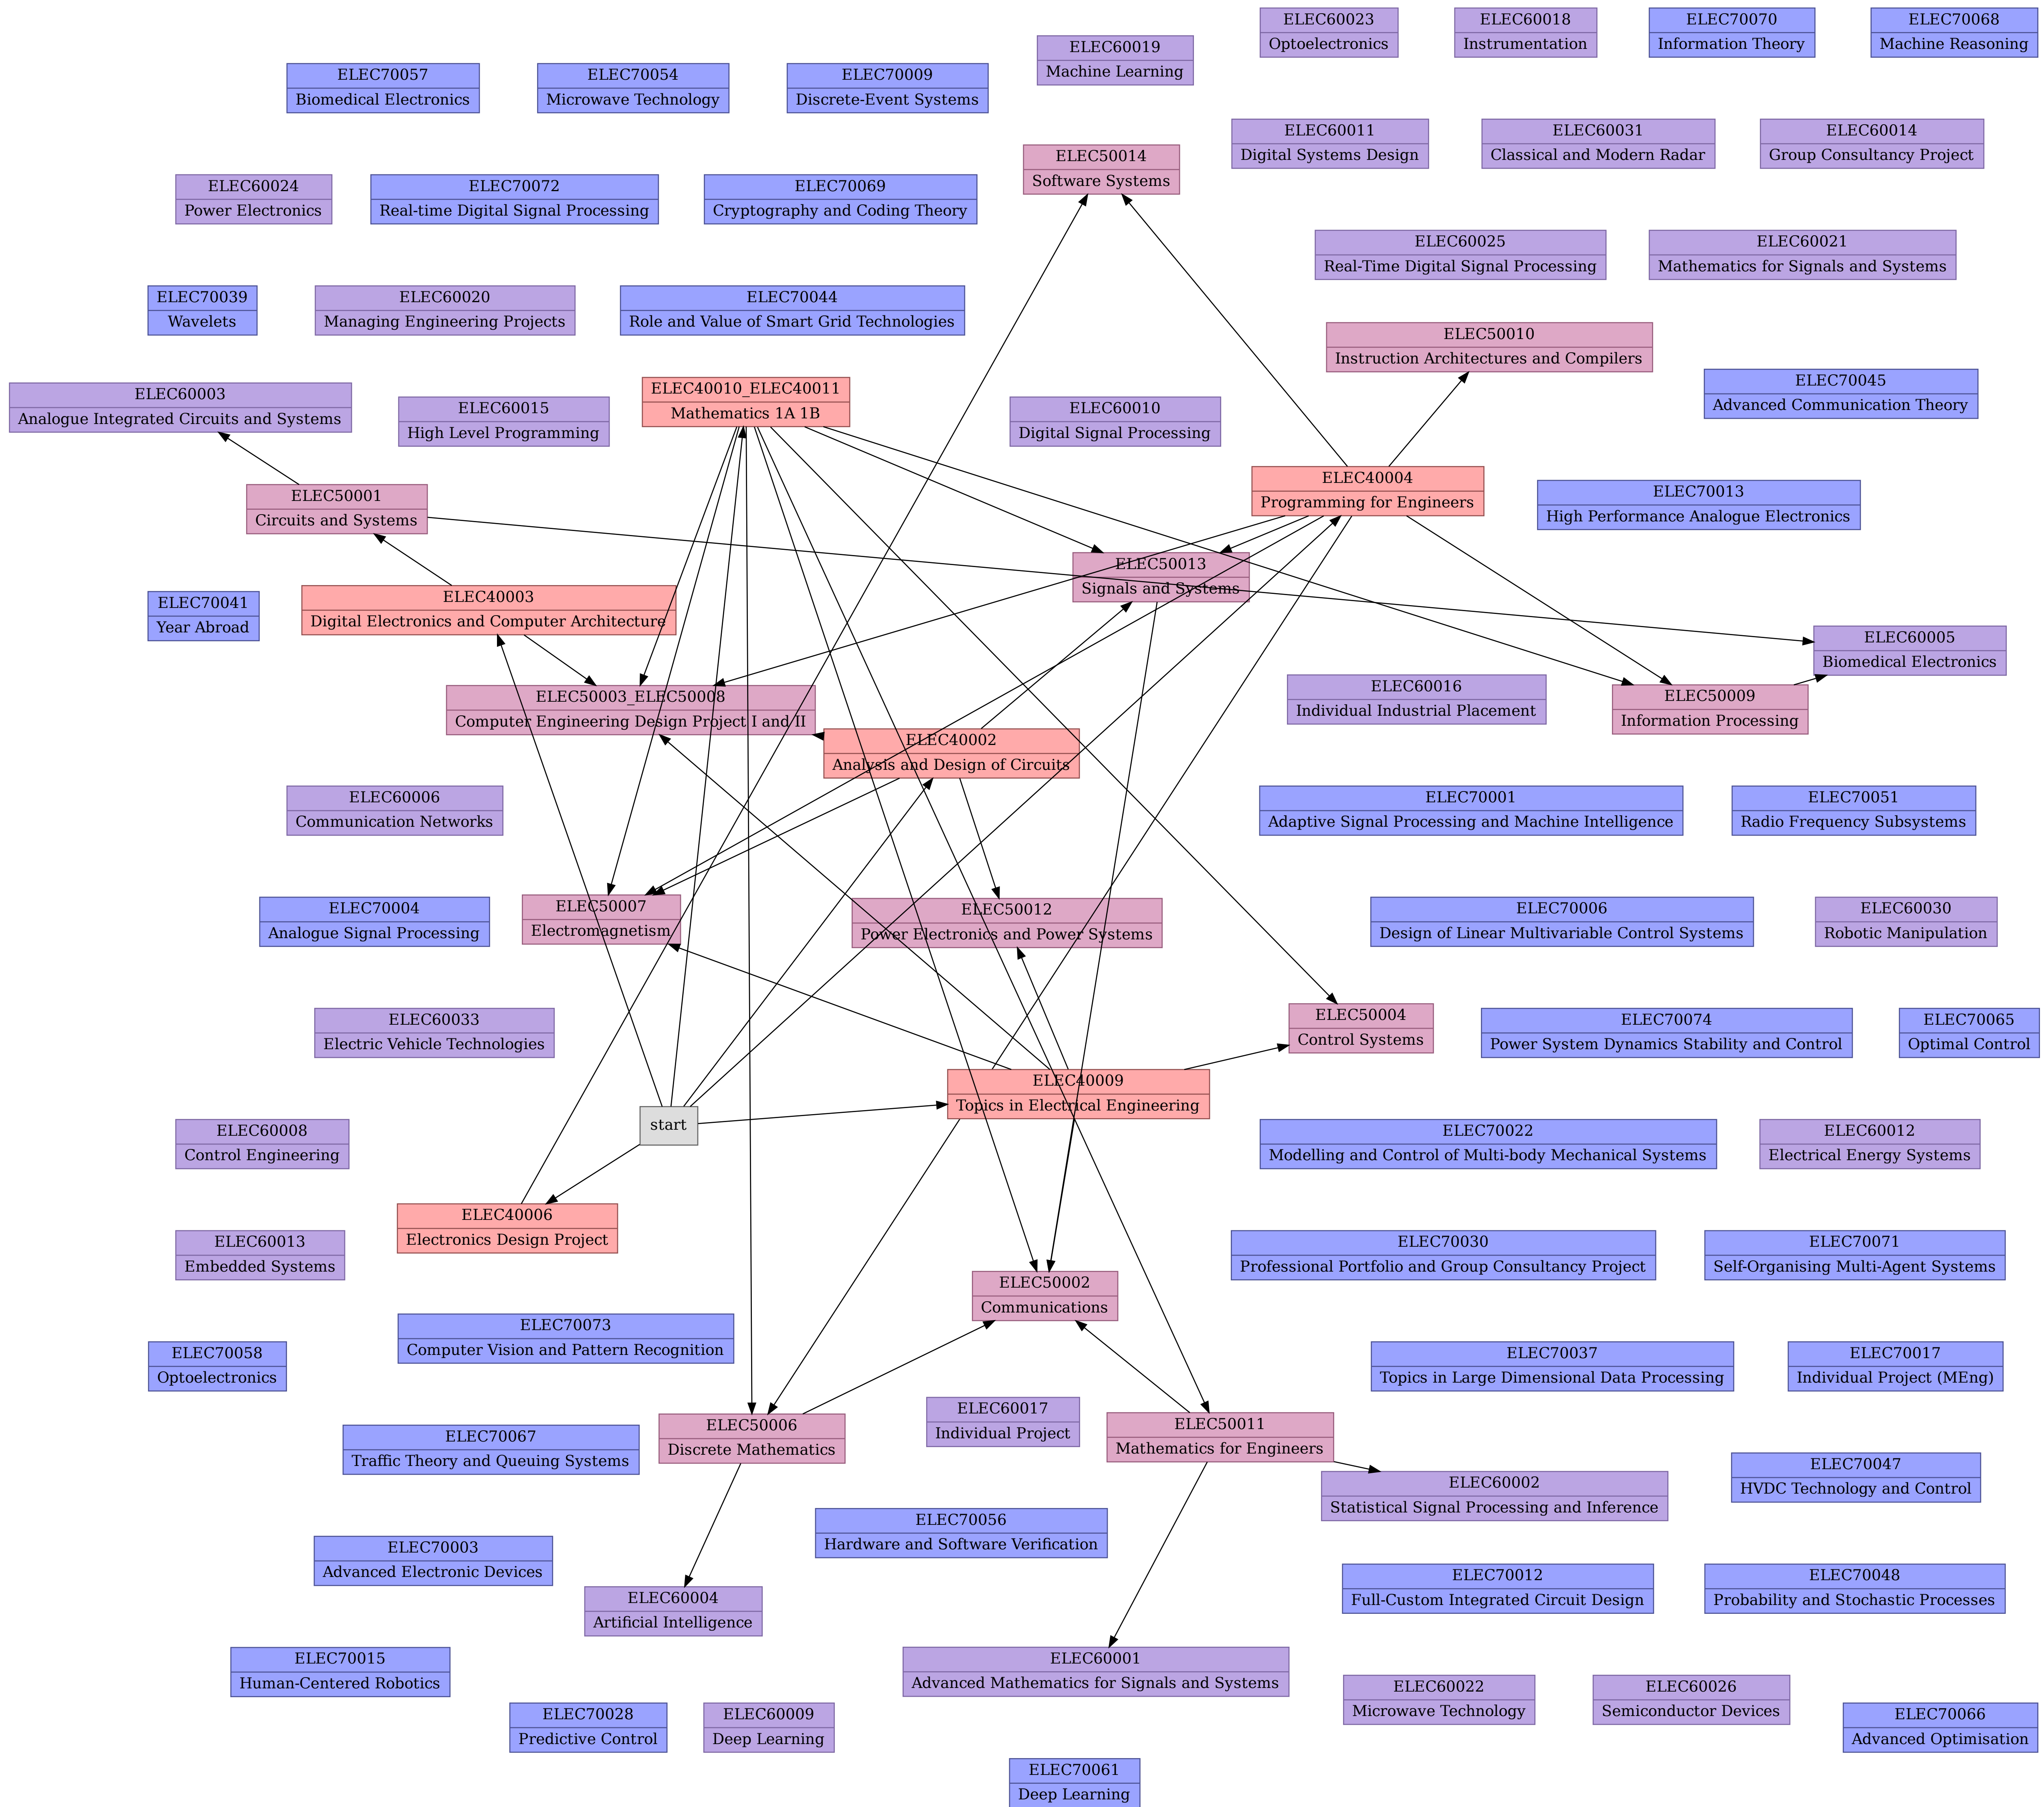 ELEC60023
Optoelectronics
ELEC60018
Instrumentation
ELEC70070
Information Theory
ELEC70068
Machine Reasoning
ELEC60019
Machine Learning
ELEC70057
Biomedical Electronics
ELEC70054
Microwave Technology
ELEC70009
Discrete-Event Systems
ELEC60011
Digital Systems Design
ELEC60031
Classical and Modern Radar
ELEC60014
Group Consultancy Project
ELEC50014
Software Systems
ELEC60024
Power Electronics
ELEC70072
Real-time Digital Signal Processing
ELEC70069
Cryptography and Coding Theory
ELEC60025
Real-Time Digital Signal Processing
ELEC60021
Mathematics for Signals and Systems
ELEC70039
Wavelets
ELEC60020
Managing Engineering Projects
ELEC70044
Role and Value of Smart Grid Technologies
ELEC50010
Instruction Architectures and Compilers
ELEC70045
Advanced Communication Theory
ELEC60003
Analogue Integrated Circuits and Systems
ELEC60015
High Level Programming
ELEC40010_ELEC40011
Mathematics 1A 1B
ELEC60010
Digital Signal Processing
ELEC40004
Programming for Engineers
ELEC70013
High Performance Analogue Electronics
ELEC50001
Circuits and Systems
ELEC50013
Signals and Systems
ELEC70041
Year Abroad
ELEC40003
Digital Electronics and Computer Architecture
ELEC60005
Biomedical Electronics
ELEC50003_ELEC50008
Computer Engineering Design Project I and II
ELEC60016
Individual Industrial Placement
ELEC50009
Information Processing
ELEC40002
Analysis and Design of Circuits
ELEC60006
Communication Networks
ELEC70001
Adaptive Signal Processing and Machine Intelligence
ELEC70051
Radio Frequency Subsystems
ELEC70004
Analogue Signal Processing
ELEC50007
Electromagnetism
ELEC50012
Power Electronics and Power Systems
ELEC70006
Design of Linear Multivariable Control Systems
ELEC60030
Robotic Manipulation
ELEC60033
Electric Vehicle Technologies
ELEC50004
Control Systems
ELEC70074
Power System Dynamics Stability and Control
ELEC70065
Optimal Control
ELEC40009
Topics in Electrical Engineering
start
ELEC60008
Control Engineering
ELEC70022
Modelling and Control of Multi-body Mechanical Systems
ELEC60012
Electrical Energy Systems
ELEC40006
Electronics Design Project
ELEC60013
Embedded Systems
ELEC70030
Professional Portfolio and Group Consultancy Project
ELEC70071
Self-Organising Multi-Agent Systems
ELEC50002
Communications
ELEC70073
Computer Vision and Pattern Recognition
ELEC70058
Optoelectronics
ELEC70037
Topics in Large Dimensional Data Processing
ELEC70017
Individual Project (MEng)
ELEC60017
Individual Project
ELEC50006
Discrete Mathematics
ELEC50011
Mathematics for Engineers
ELEC70067
Traffic Theory and Queuing Systems
ELEC60002
Statistical Signal Processing and Inference
ELEC70047
HVDC Technology and Control
ELEC70056
Hardware and Software Verification
ELEC70003
Advanced Electronic Devices
ELEC60004
Artificial Intelligence
ELEC70012
Full-Custom Integrated Circuit Design
ELEC70048
Probability and Stochastic Processes
ELEC70015
Human-Centered Robotics
ELEC60001
Advanced Mathematics for Signals and Systems
ELEC60022
Microwave Technology
ELEC60026
Semiconductor Devices
ELEC70028
Predictive Control
ELEC60009
Deep Learning
ELEC70066
Advanced Optimisation
ELEC70061
Deep Learning